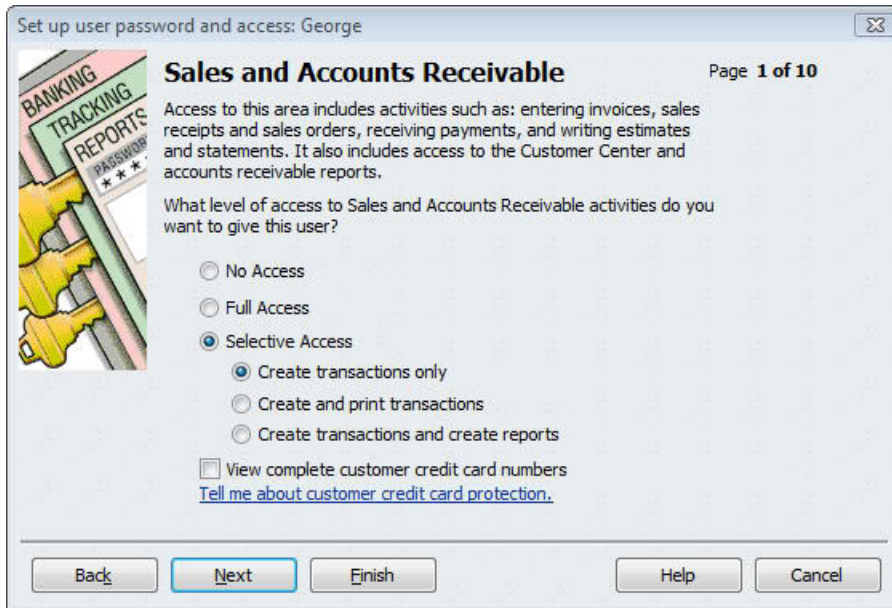 Set up user password and access: George
BANKING
TRACKING
REPORTS
PASSWOR
****
Sales and Accounts Receivable
Page 1 of 10
Access to this area includes activities such as: entering invoices, sales
receipts and sales orders, receiving payments, and writing estimates
and statements. It also includes access to the Customer Center and
accounts receivable reports.
What level of access to Sales and Accounts Receivable activities do you
want to give this user?
No Access
Full Access
Selective Access
Create transactions only
Create and print transactions
Create transactions and create reports
View complete customer credit card numbers
Tell me about customer credit card protection.
Back
Next
Finish
Help
Cancel